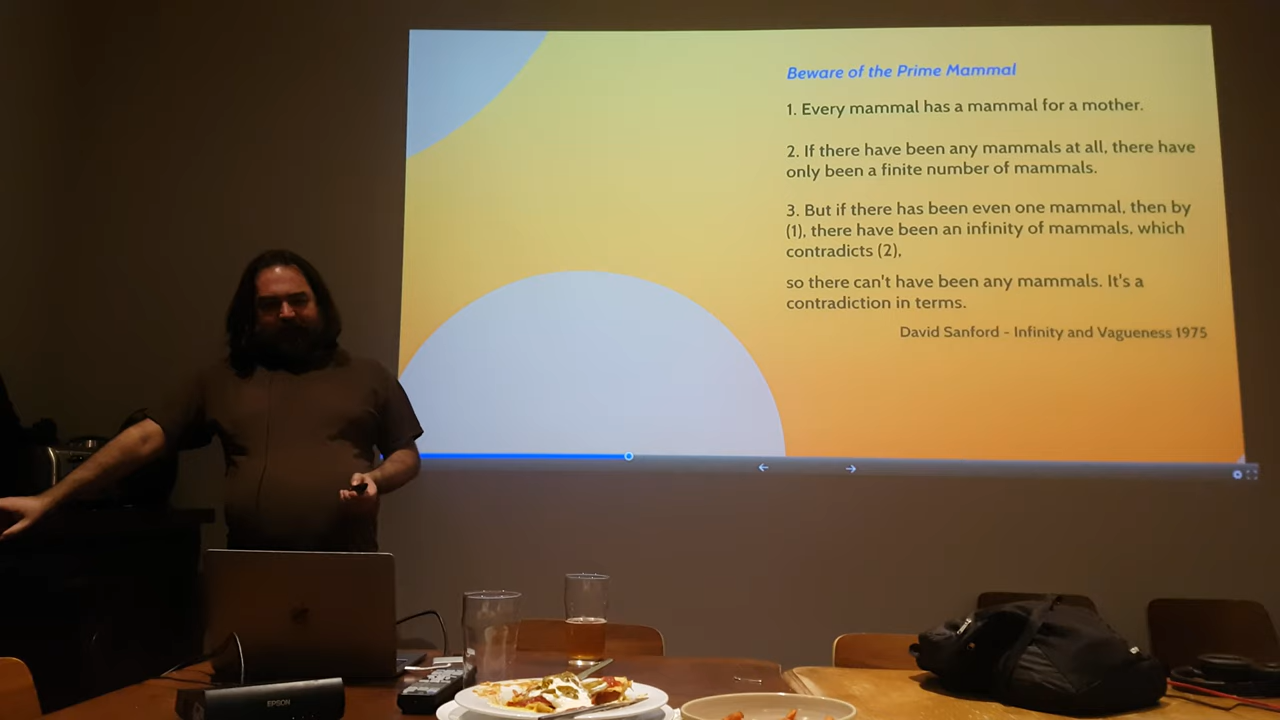 Beware of the Prime Mammal
1. Every mammal has a mammal for a mother.
2. If there have been any mammals at all, there have
only been a finite number of mammals.
3. But if there has been even one mammal, then by
(1), there have been an infinity of mammals, which
contradicts (2),
so there can't have been any mammals. It's a
contradiction in terms.
David Sanford - Infinity and Vagueness 1975
EPSON